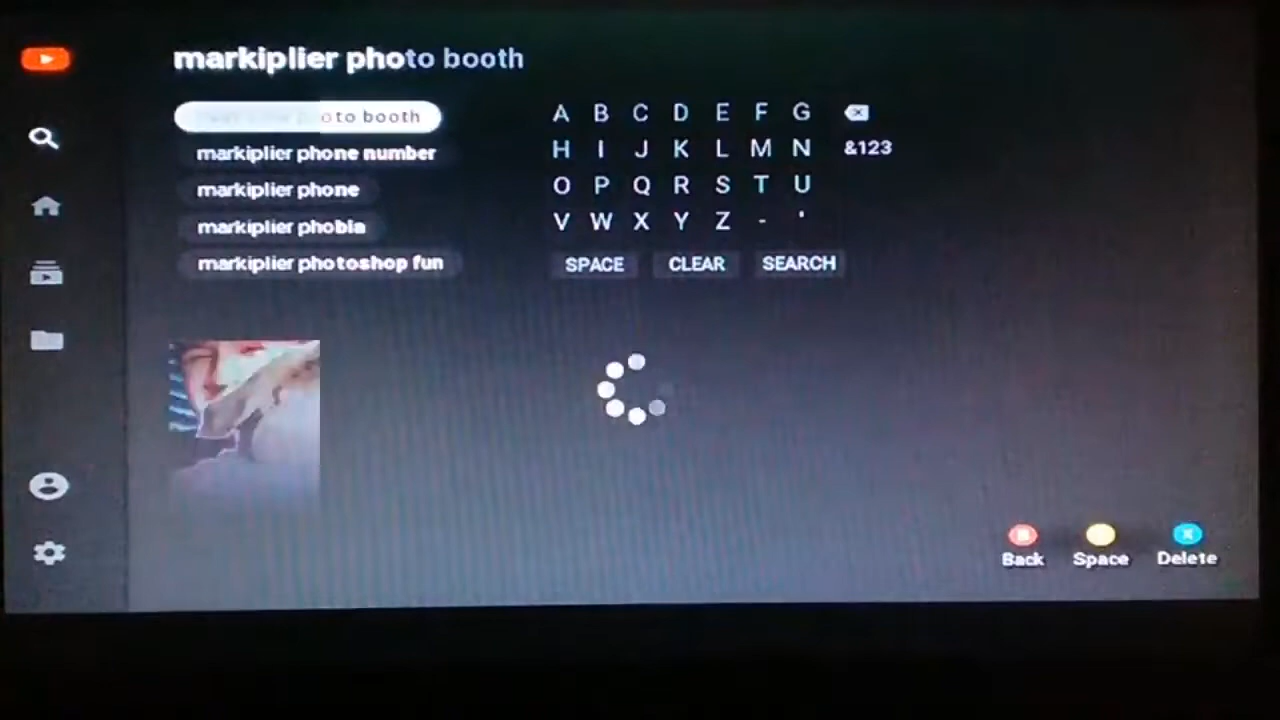 markiplier photo booth
oto booth
markiplier phone number
markiplier phone
markiplier phobla
markiplier photoshop fun
A B C D E F G
H I J K L M N &123
O P Q R S T U
V W X Y Z - '
SPACE CLEAR SEARCH
Back Space Delete